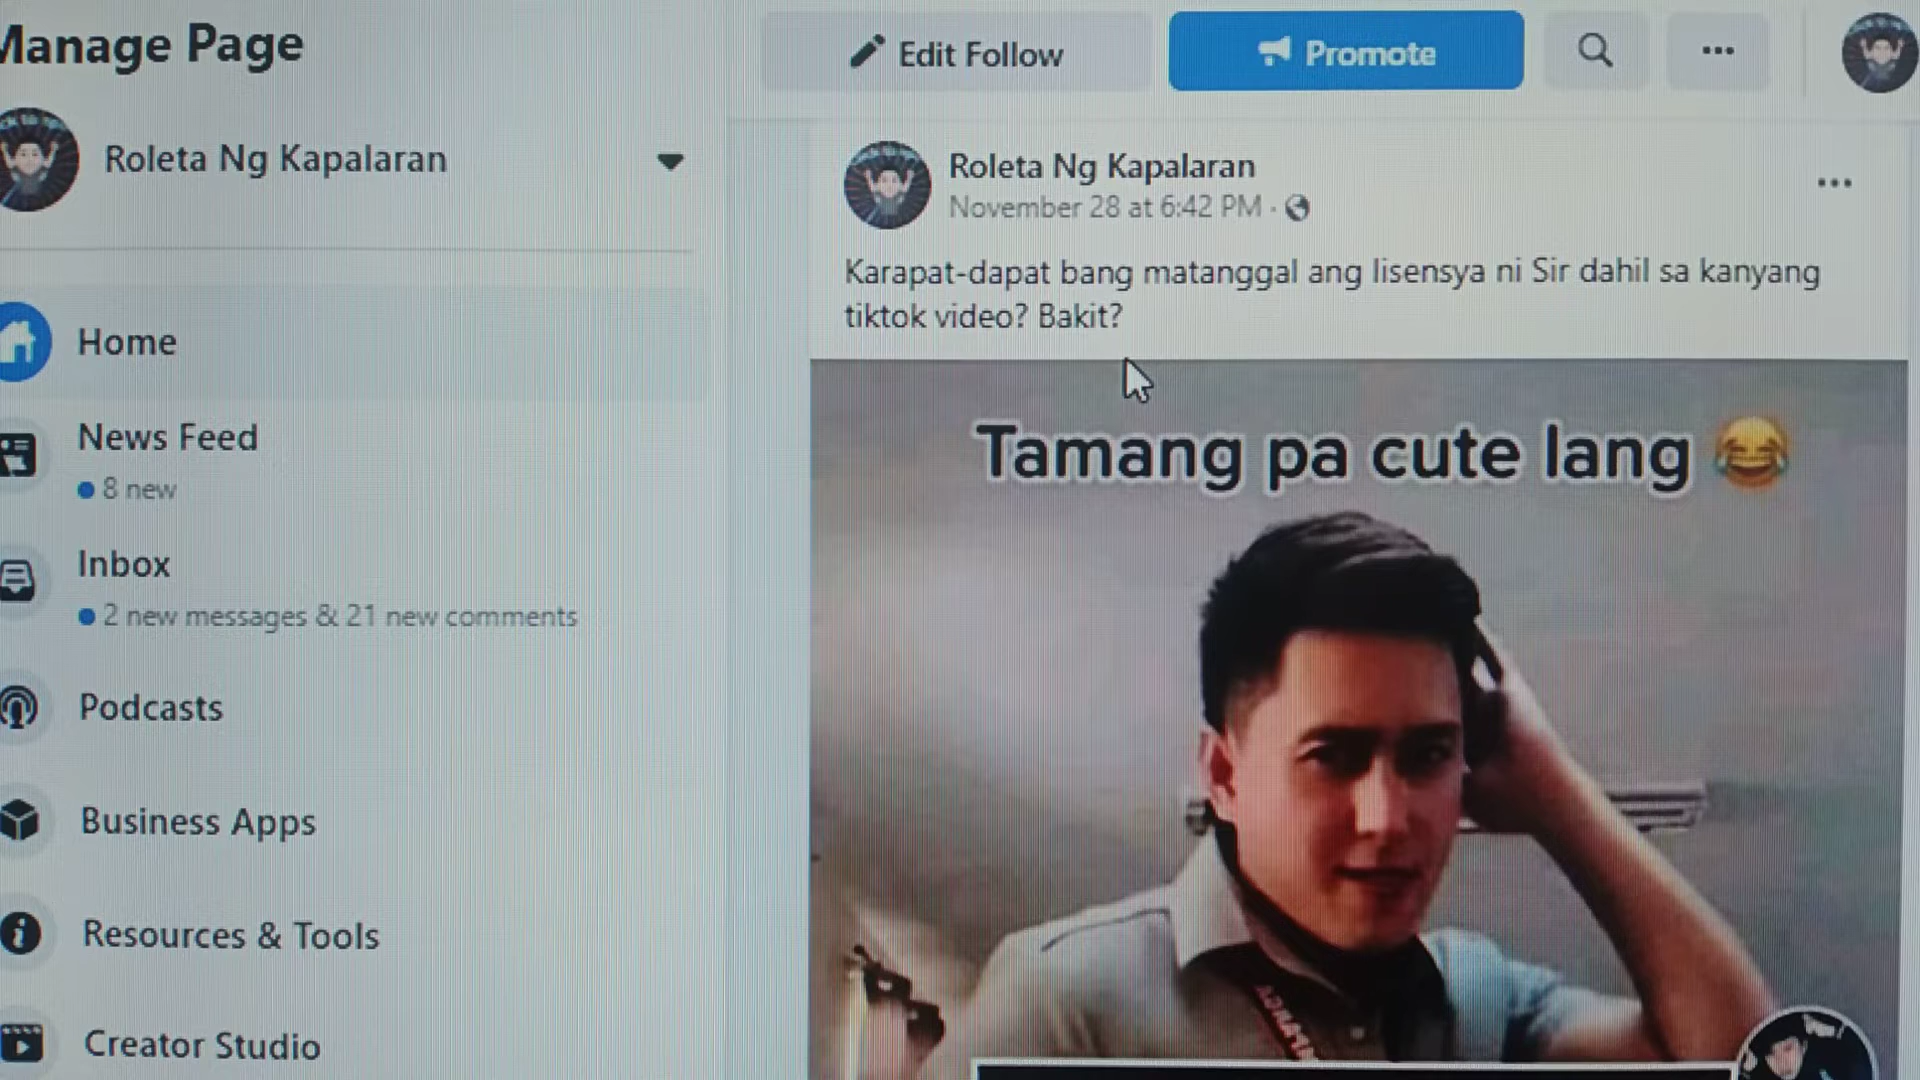 Manage Page
Edit Follow
Promote
Roleta Ng Kapalaran
Roleta Ng Kapalaran
November 28 at 6:42 PM ·
Karapat-dapat bang matanggal ang lisensya ni Sir dahil sa kanyang
tiktok video? Bakit?
Home
News Feed
8 new
Inbox
2 new messages & 21 new comments
Podcasts
Business Apps
Resources & Tools
Creator Studio
Tamang pa cute lang 😂